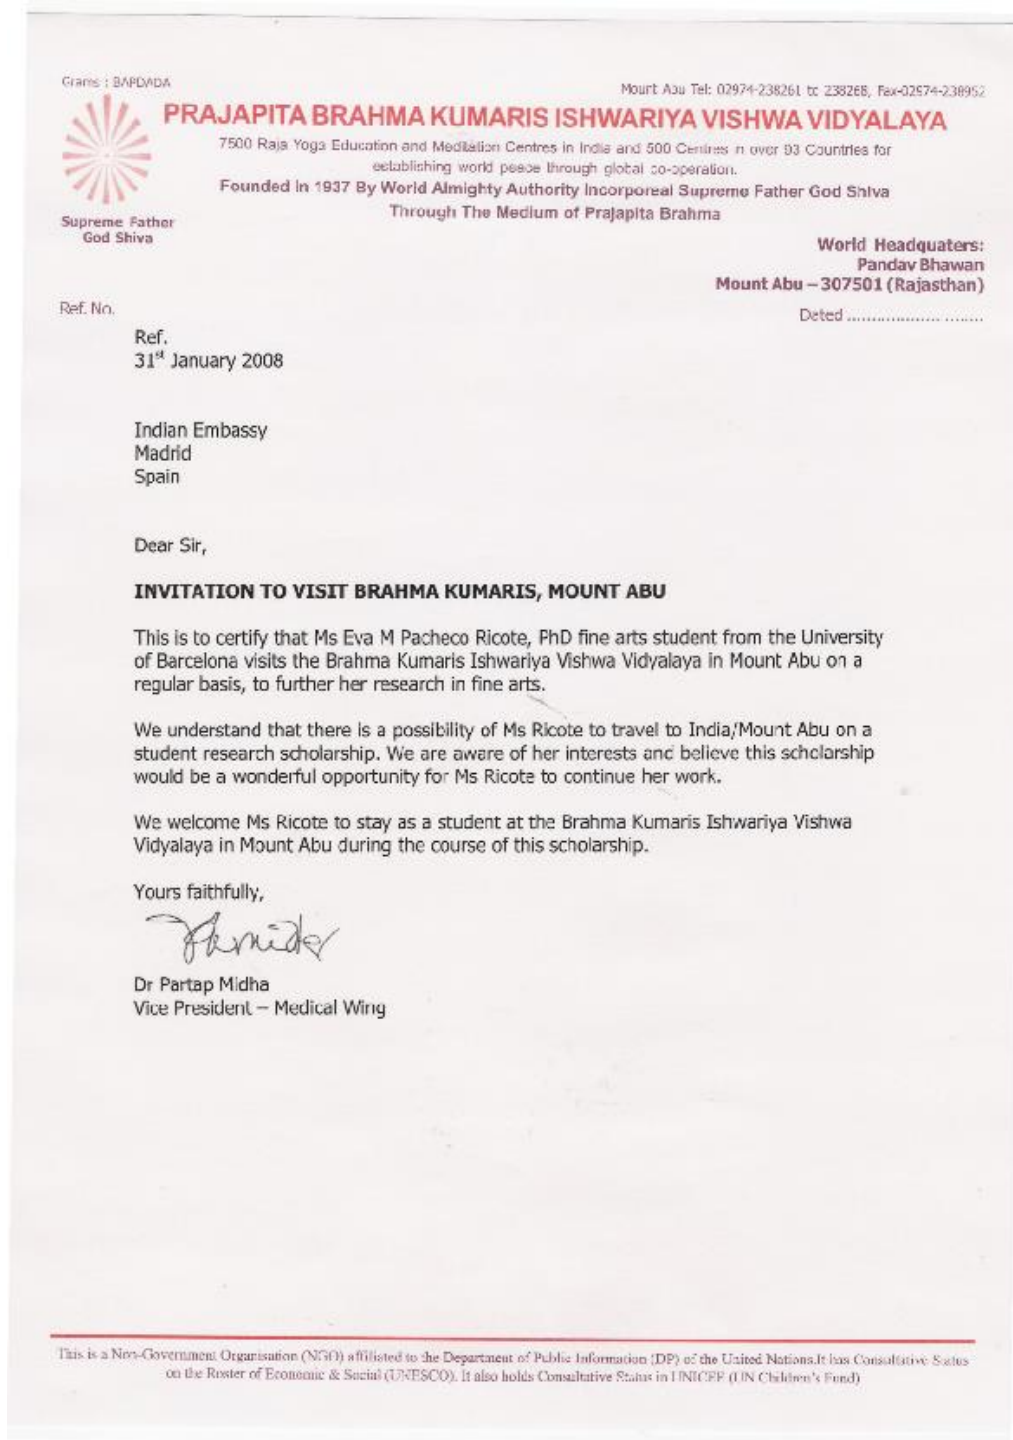 Grams : BAPDADA
Mount Abu Tel: 02974-238261 to 238268, Fax-02974-238952
PRAJAPITA BRAHMA KUMARIS ISHWARIYA VISHWA VIDYALAYA
7500 Raja Yoga Education and Meditation Centres in India and 500 Centres in over 93 Countries for
establishing world peace through global co-operation.
Founded in 1937 By World Almighty Authority Incorporeal Supreme Father God Shiva
Through The Medium of Prajapita Brahma
Supreme Father
God Shiva
World Headquaters:
Pandav Bhawan
Mount Abu – 307501 (Rajasthan)
Ref. No.
Dated ...........................
Ref.
31st January 2008
Indian Embassy
Madrid
Spain
Dear Sir,
INVITATION TO VISIT BRAHMA KUMARIS, MOUNT ABU
This is to certify that Ms Eva M Pacheco Ricote, PhD fine arts student from the University
of Barcelona visits the Brahma Kumaris Ishwariya Vishwa Vidyalaya in Mount Abu on a
regular basis, to further her research in fine arts.
We understand that there is a possibility of Ms Ricote to travel to India/Mount Abu on a
student research scholarship. We are aware of her interests and believe this scholarship
would be a wonderful opportunity for Ms Ricote to continue her work.
We welcome Ms Ricote to stay as a student at the Brahma Kumaris Ishwariya Vishwa
Vidyalaya in Mount Abu during the course of this scholarship.
Yours faithfully,
Dr Partap Midha
Vice President – Medical Wing
This is a Non-Government Organisation (NGO) affilisted to the Department of Public Information (DP) of the United Nations.It has Consultative Status
on the Roster of Economic & Social (UNESCO). It also holds Consultative Status in UNICEF (UN Children's Fund)